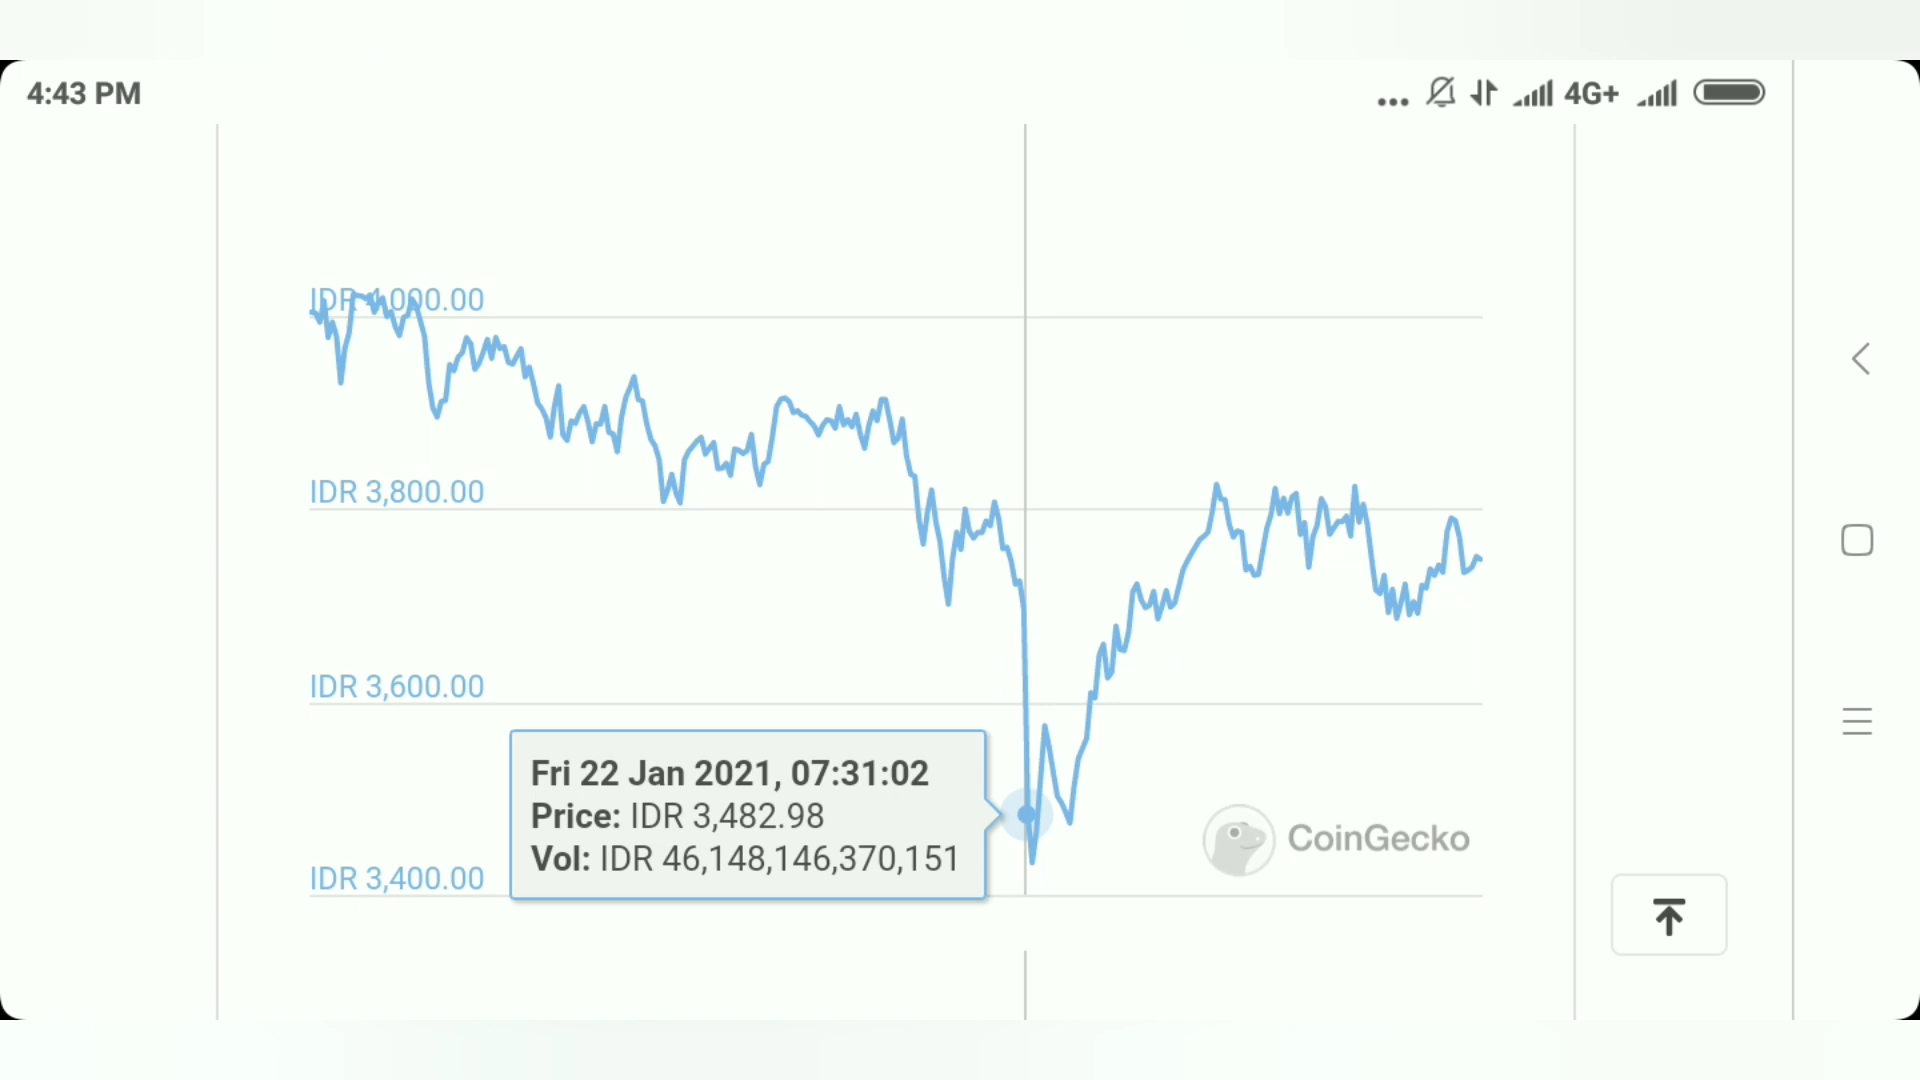 4:43 PM
4G+
IDR 4,000.00
IDR 3,800.00
IDR 3,600.00
IDR 3,400.00
Fri 22 Jan 2021, 07:31:02
Price: IDR 3,482.98
Vol: IDR 46,148,146,370,151
CoinGecko